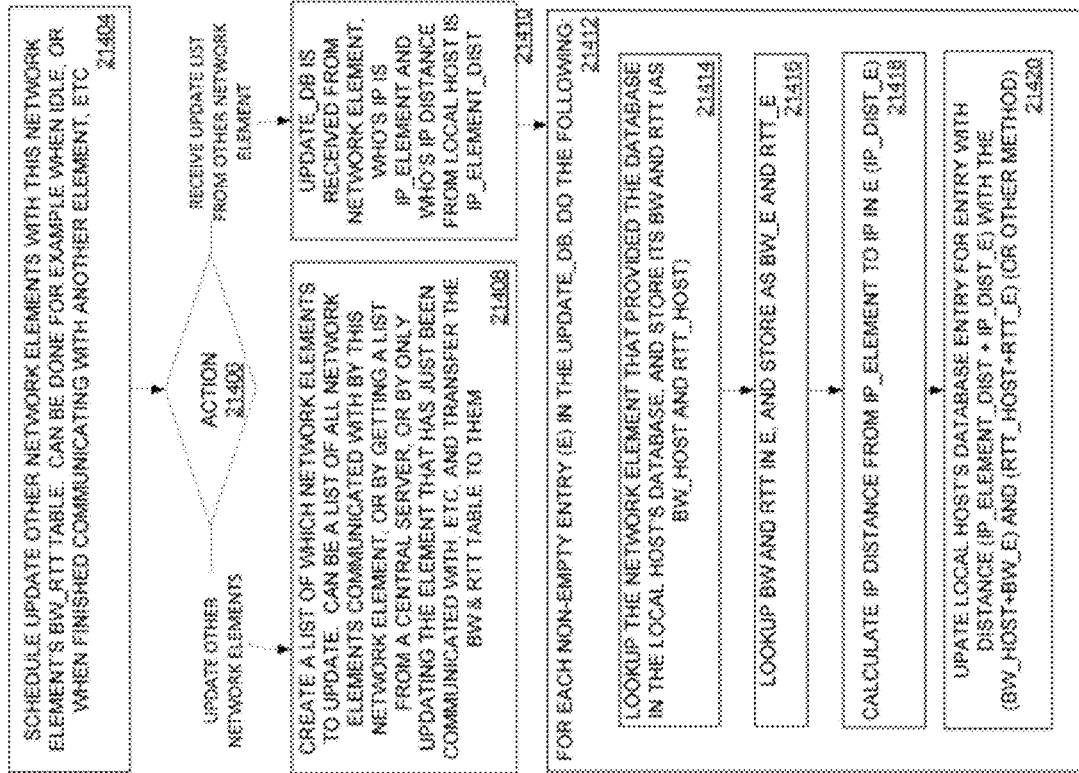 SCHEDULE UPDATE OTHER NETWORK ELEMENTS WITH THIS NETWORK
ELEMENT'S BW_RTT TABLE. CAN BE DONE FOR EXAMPLE WHEN IDLE, OR
WHEN FINISHED COMMUNICATING WITH ANOTHER ELEMENT, ETC
21404
ACTION
21406
UPDATE OTHER
NETWORK ELEMENTS
RECEIVE UPDATE LIST
FROM OTHER NETWORK
ELEMENT
CREATE A LIST OF WHICH NETWORK ELEMENTS
TO UPDATE. CAN BE A LIST OF ALL NETWORK
ELEMENTS COMMUNICATED WITH BY THIS
NETWORK ELEMENT, OR BY GETTING A LIST
FROM A CENTRAL SERVER, OR BY ONLY
UPDATING THE ELEMENT THAT HAS JUST BEEN
COMMUNICATED WITH, ETC. AND TRANSFER THE
BW & RTT TABLE TO THEM
21408
UPDATE_DB IS
RECEIVED FROM
NETWORK ELEMENT,
WHO'S IP IS
IP_ELEMENT AND
WHO'S IP DISTANCE
FROM LOCAL HOST IS
IP_ELEMENT_DIST
21410
FOR EACH NON-EMPTY ENTRY (E) IN THE UPDATE_DB, DO THE FOLLOWING:
21412
LOOKUP THE NETWORK ELEMENT THAT PROVIDED THE DATABASE
IN THE LOCAL HOST'S DATABASE, AND STORE ITS BW AND RTT (AS
BW_HOST AND RTT_HOST)
21414
LOOKUP BW AND RTT IN E, AND STORE AS BW_E AND RTT_E
21416
CALCULATE IP DISTANCE FROM IP_ELEMENT TO IP IN E (IP_DIST_E)
21418
UPATE LOCAL HOST'S DATABASE ENTRY FOR ENTRY WITH
DISTANCE (IP_ELEMENT_DIST + IP_DIST_E) WITH THE
(BW_HOST+BW_E) AND (RTT_HOST+RTT_E) (OR OTHER METHOD)
21420